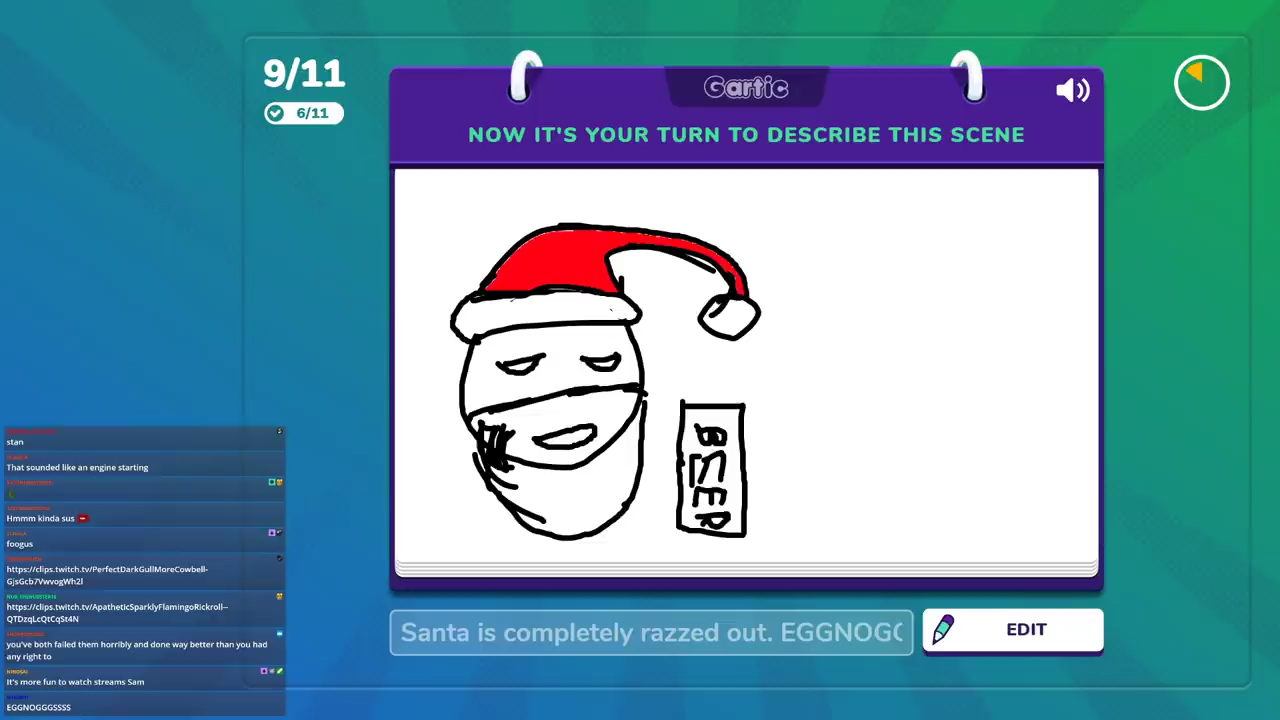 9/11
6/11
Gartic
NOW IT'S YOUR TURN TO DESCRIBE THIS SCENE
BEER
Santa is completely razzed out. EGGNOGG
EDIT
stan
That sounded like an engine starting
Hmmm kinda sus
foogus
https://clips.twitch.tv/PerfectDarkGullMoreCowbell-
GjsGcb7VwvogWh2l
https://clips.twitch.tv/ApatheticSparklyFlamingoRickroll--
QTDzqLcQtCqSt4N
you've both failed them horribly and done way better than you had
any right to
It's more fun to watch streams Sam
EGGNOGGGSSSS